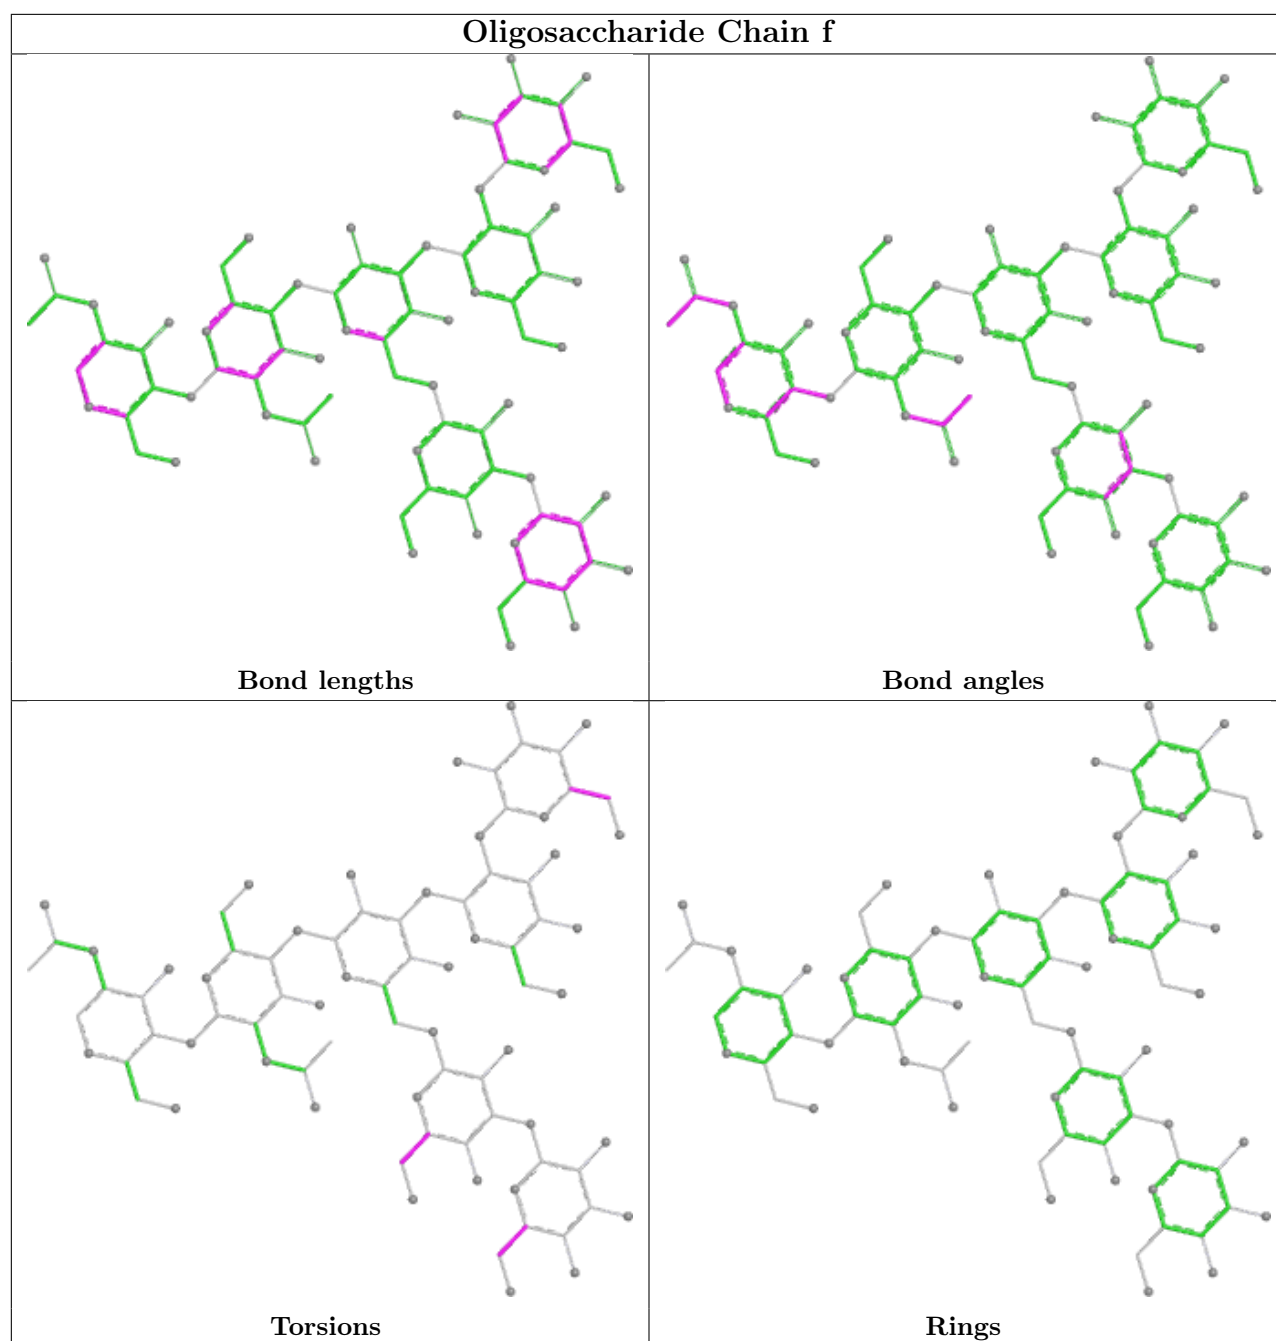 Oligosaccharide Chain f
Bond lengths
Bond angles
Torsions
Rings